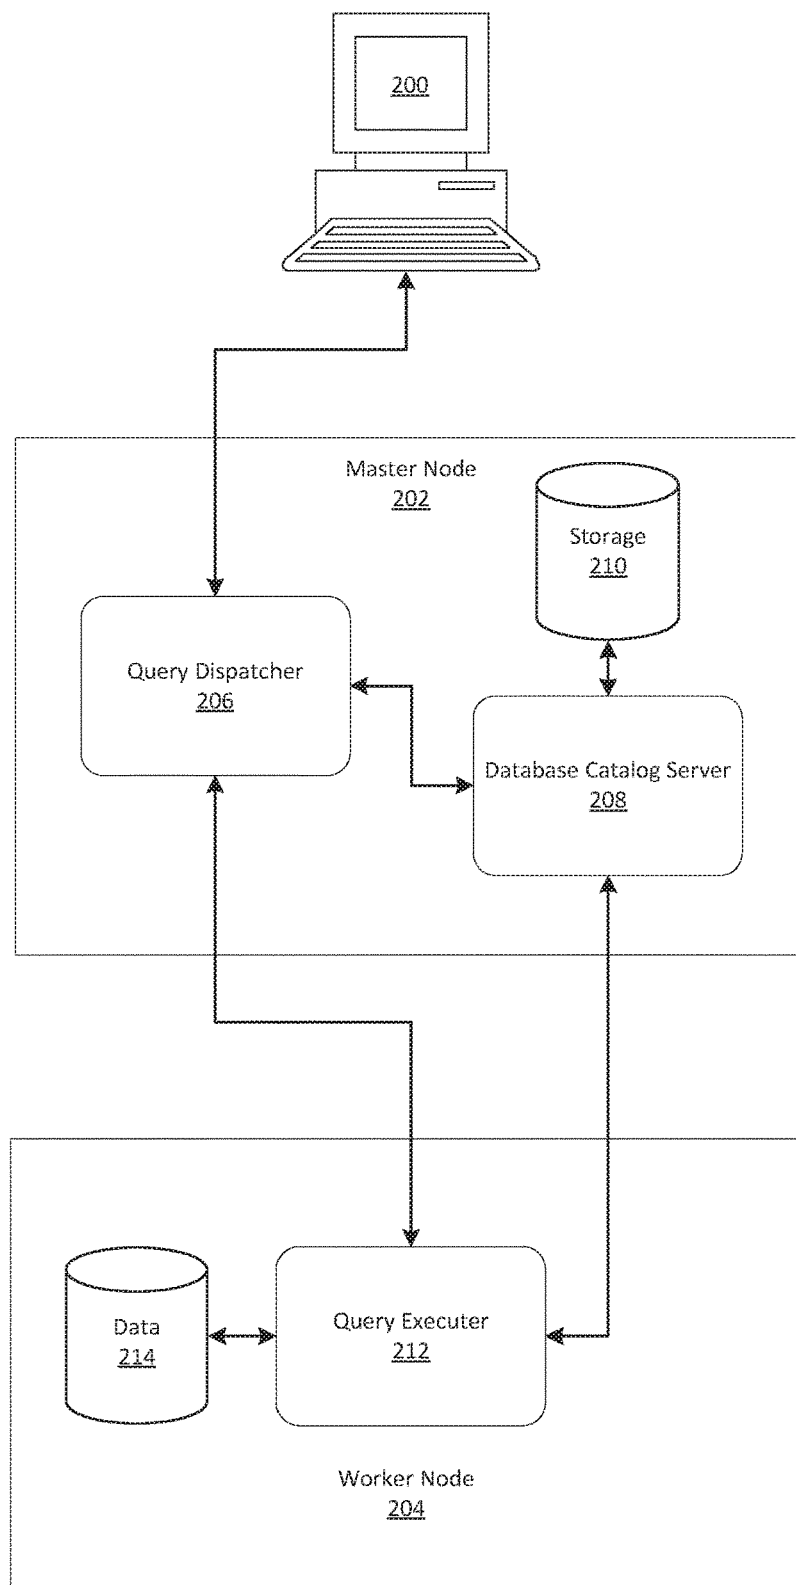 200
Master Node
202
Storage
210
Query Dispatcher
206
Database Catalog Server
208
Query Executer
212
Data
214
Worker Node
204